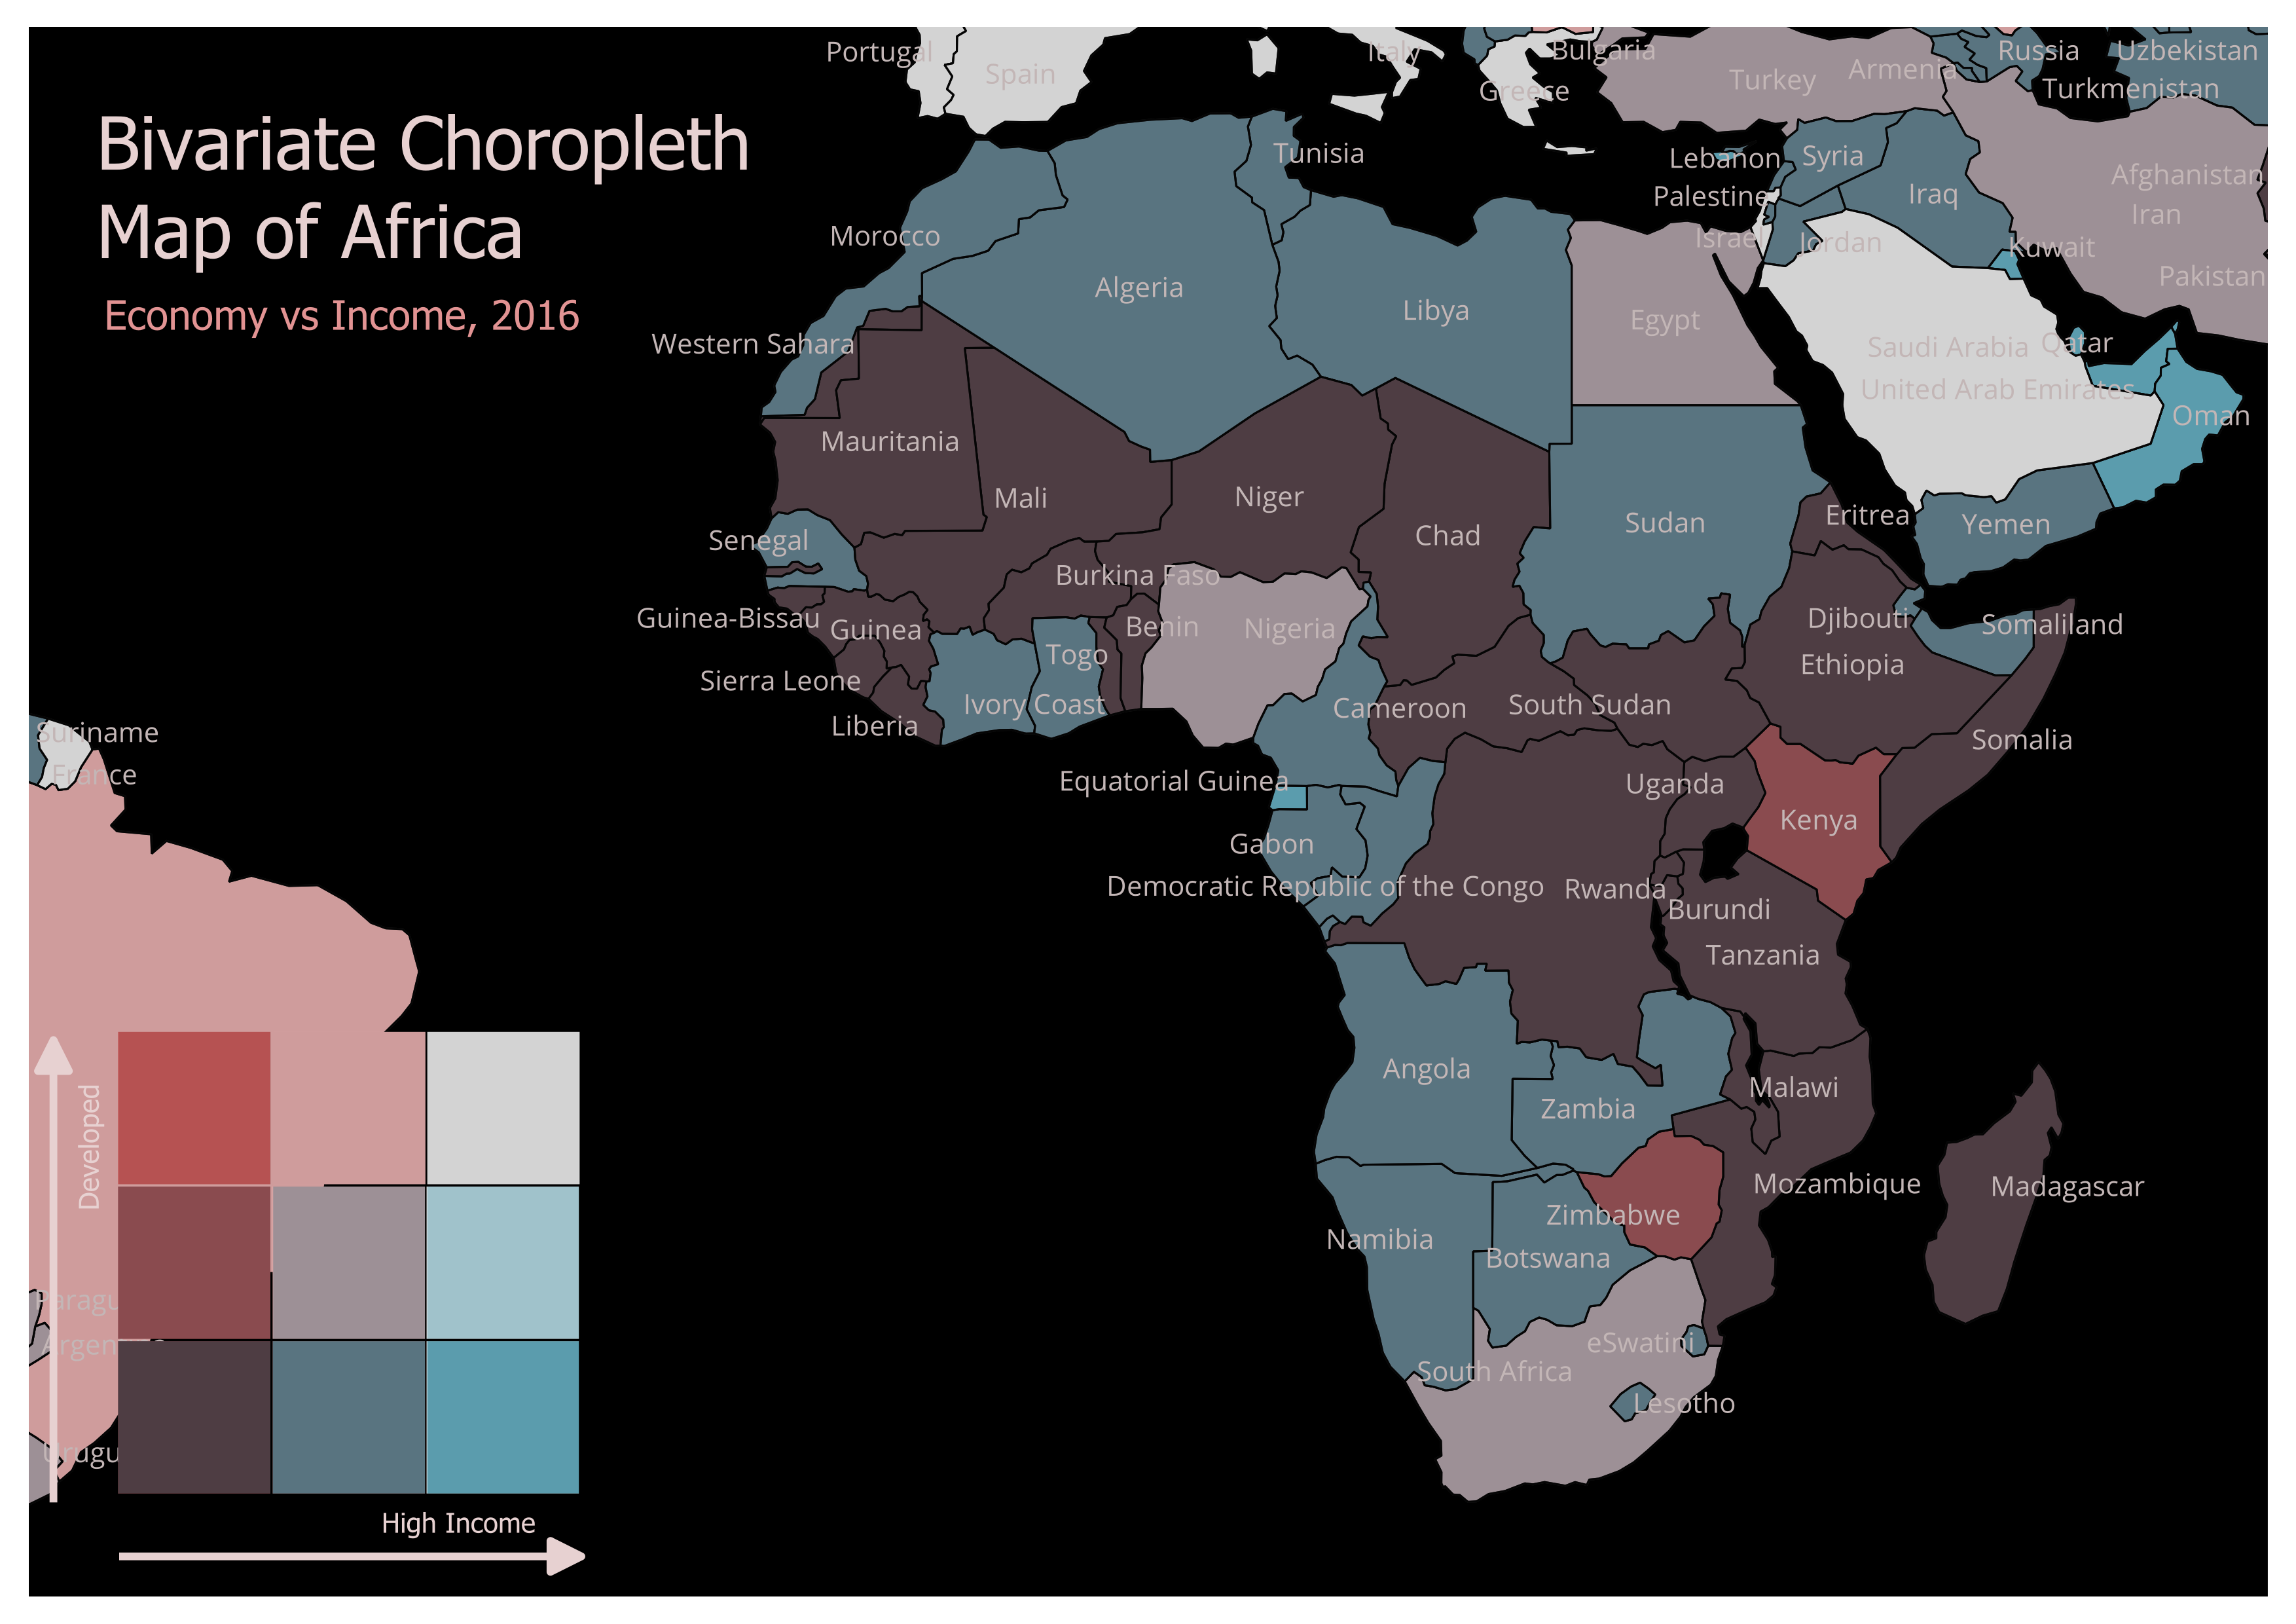 Bivariate Choropleth
Map of Africa
Economy vs Income, 2016
Portugal
Spain
Italy
Greece
Bulgaria
Turkey
Armenia
Russia
Uzbekistan
Turkmenistan
Tunisia
Lebanon
Syria
Palestine
Iraq
Afghanistan
Iran
Morocco
Israel
Jordan
Kuwait
Pakistan
Algeria
Libya
Egypt
Western Sahara
Saudi Arabia
Qatar
United Arab Emirates
Oman
Mauritania
Mali
Niger
Chad
Sudan
Eritrea
Yemen
Senegal
Burkina Faso
Guinea-Bissau
Guinea
Benin
Nigeria
Djibouti
Somaliland
Togo
Ethiopia
Sierra Leone
Ivory Coast
Cameroon
South Sudan
Liberia
Somalia
Suriname
France
Equatorial Guinea
Uganda
Kenya
Gabon
Democratic Republic of the Congo
Rwanda
Burundi
Tanzania
Angola
Malawi
Zambia
Mozambique
Madagascar
Zimbabwe
Namibia
Botswana
eSwatini
South Africa
Lesotho
Developed
Paragu
Argen
Urugu
High Income